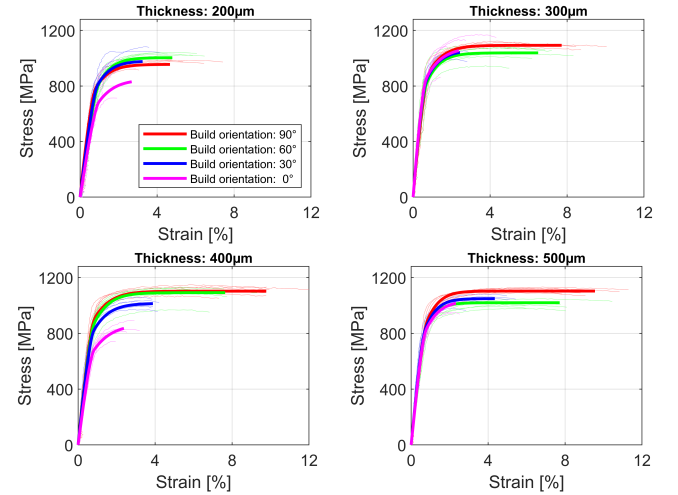 Thickness: 200µm
1200
800
400
0
Stress [MPa]
Build orientation: 90°
Build orientation: 60°
Build orientation: 30°
Build orientation: 0°
0 4 8 12
Strain [%]
Thickness: 300µm
1200
800
400
0
Stress [MPa]
0 4 8 12
Strain [%]
Thickness: 400µm
1200
800
400
0
Stress [MPa]
0 4 8 12
Strain [%]
Thickness: 500µm
1200
800
400
0
Stress [MPa]
0 4 8 12
Strain [%]